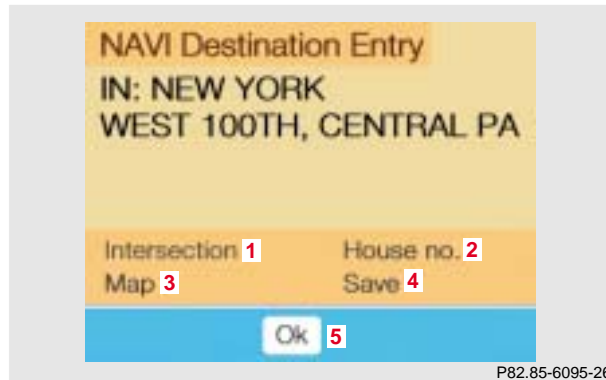 NAVI Destination Entry
IN: NEW YORK
WEST 100TH, CENTRAL PA
Intersection 1 House no. 2
Map 3 Save 4
Ok 5
P82.85-6095-26